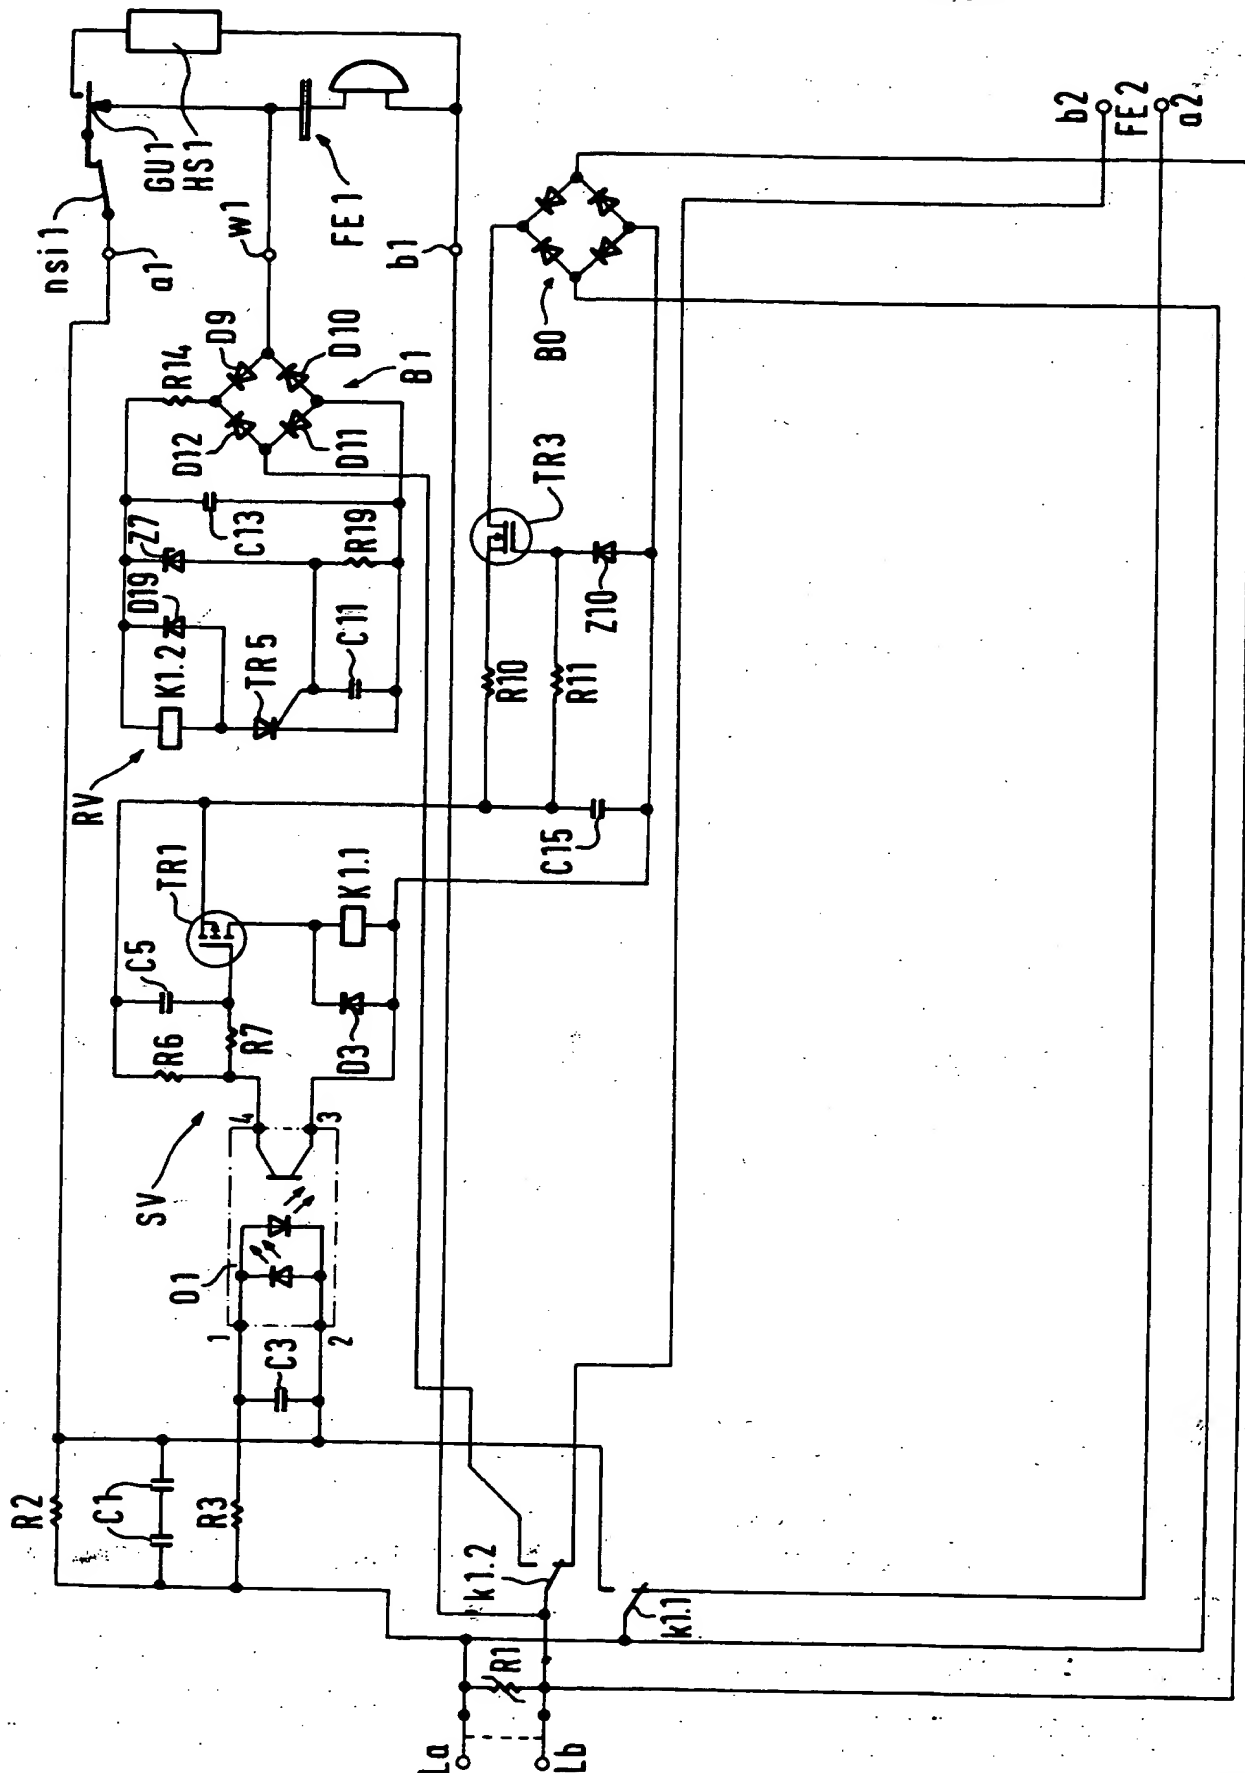 nsi1
a1
GU1
HS1
w1
FE1
b1
D9
D10
R14
B1
D12
D11
Z7
C13
R19
D19
K1.2
TR5
C11
RV
TR1
K1.1
C5
R6
R7
D3
SV
4
3
O1
1
2
C3
R2
C1
R3
k1.2
k1.1
R1
La
Lb
B0
TR3
Z10
R10
R11
C15
b2
FE2
a2